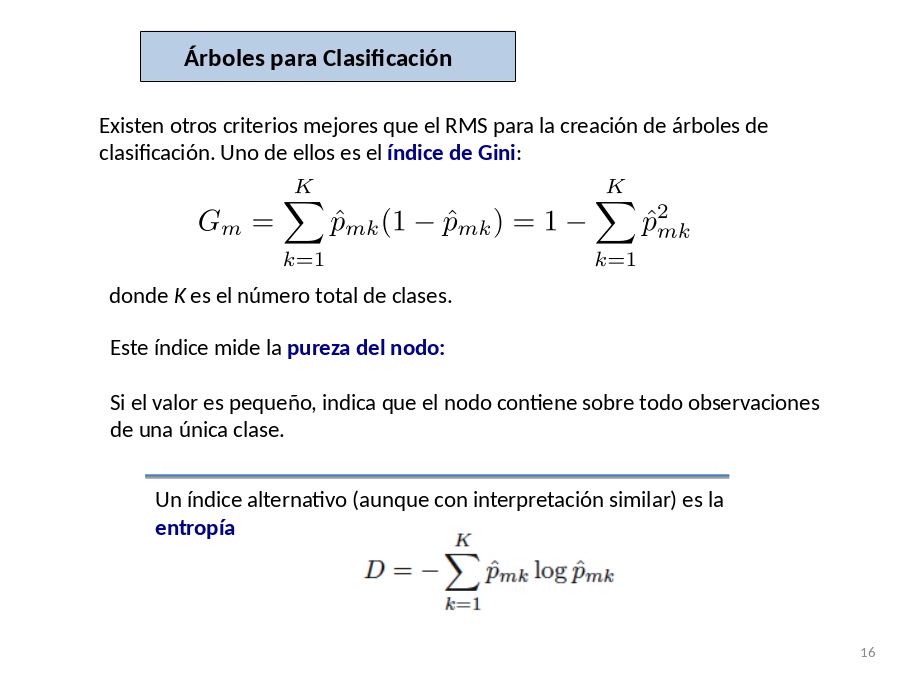 Árboles para Clasificación
Existen otros criterios mejores que el RMS para la creación de árboles de
clasificación. Uno de ellos es el índice de Gini:
G_m = \sum_{k=1}^{K} \hat{p}_{mk}(1 − \hat{p}_{mk}) = 1 − \sum_{k=1}^{K} \hat{p}_{mk}^2
donde K es el número total de clases.
Este índice mide la pureza del nodo:
Si el valor es pequeño, indica que el nodo contiene sobre todo observaciones
de una única clase.
Un índice alternativo (aunque con interpretación similar) es la
entropía
D = − \sum_{k=1}^{K} \hat{p}_{mk} log \hat{p}_{mk}
16